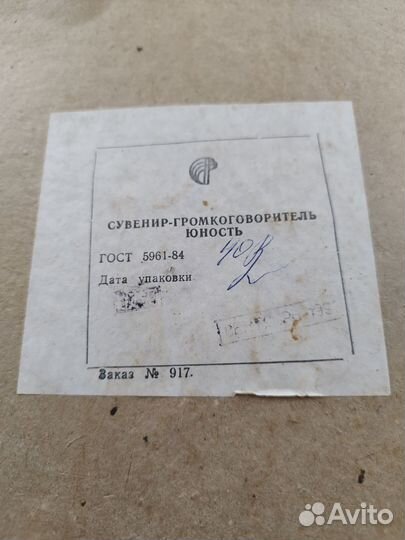 СУВЕНИР-ГРОМКОГОВОРИТЕЛЬ
ЮНОСТЬ
ГОСТ 5961-84
Дата упаковки
Заказ № 917.
Avito